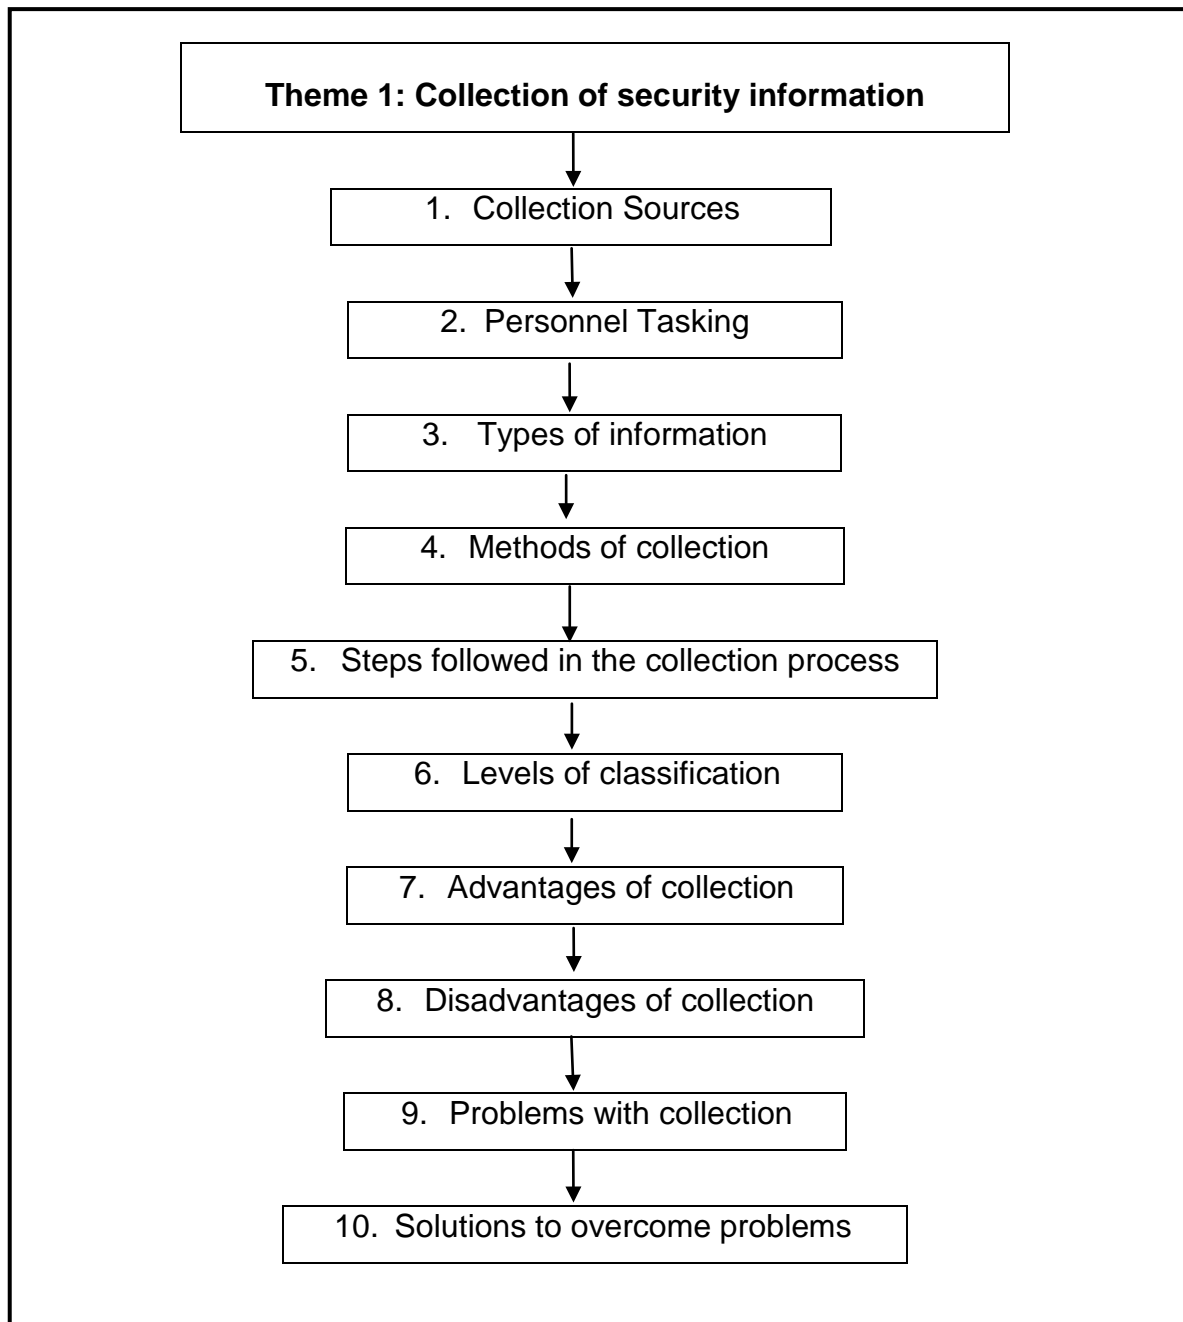 Theme 1: Collection of security information
1. Collection Sources
2. Personnel Tasking
3. Types of information
4. Methods of collection
5. Steps followed in the collection process
6. Levels of classification
7. Advantages of collection
8. Disadvantages of collection
9. Problems with collection
10. Solutions to overcome problems